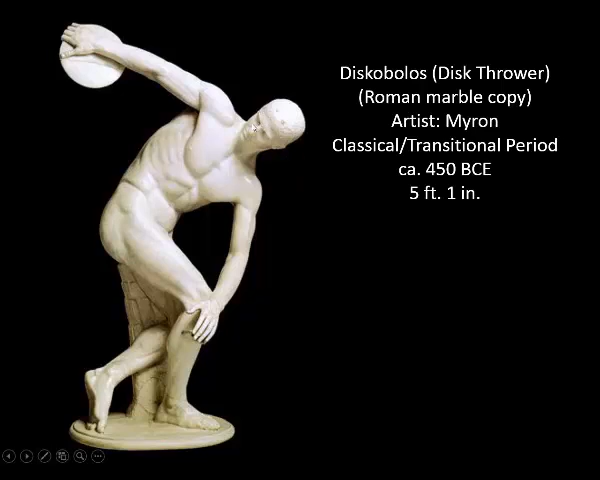 Diskobolos (Disk Thrower)
(Roman marble copy)
Artist: Myron
Classical/Transitional Period
ca. 450 BCE
5 ft. 1 in.